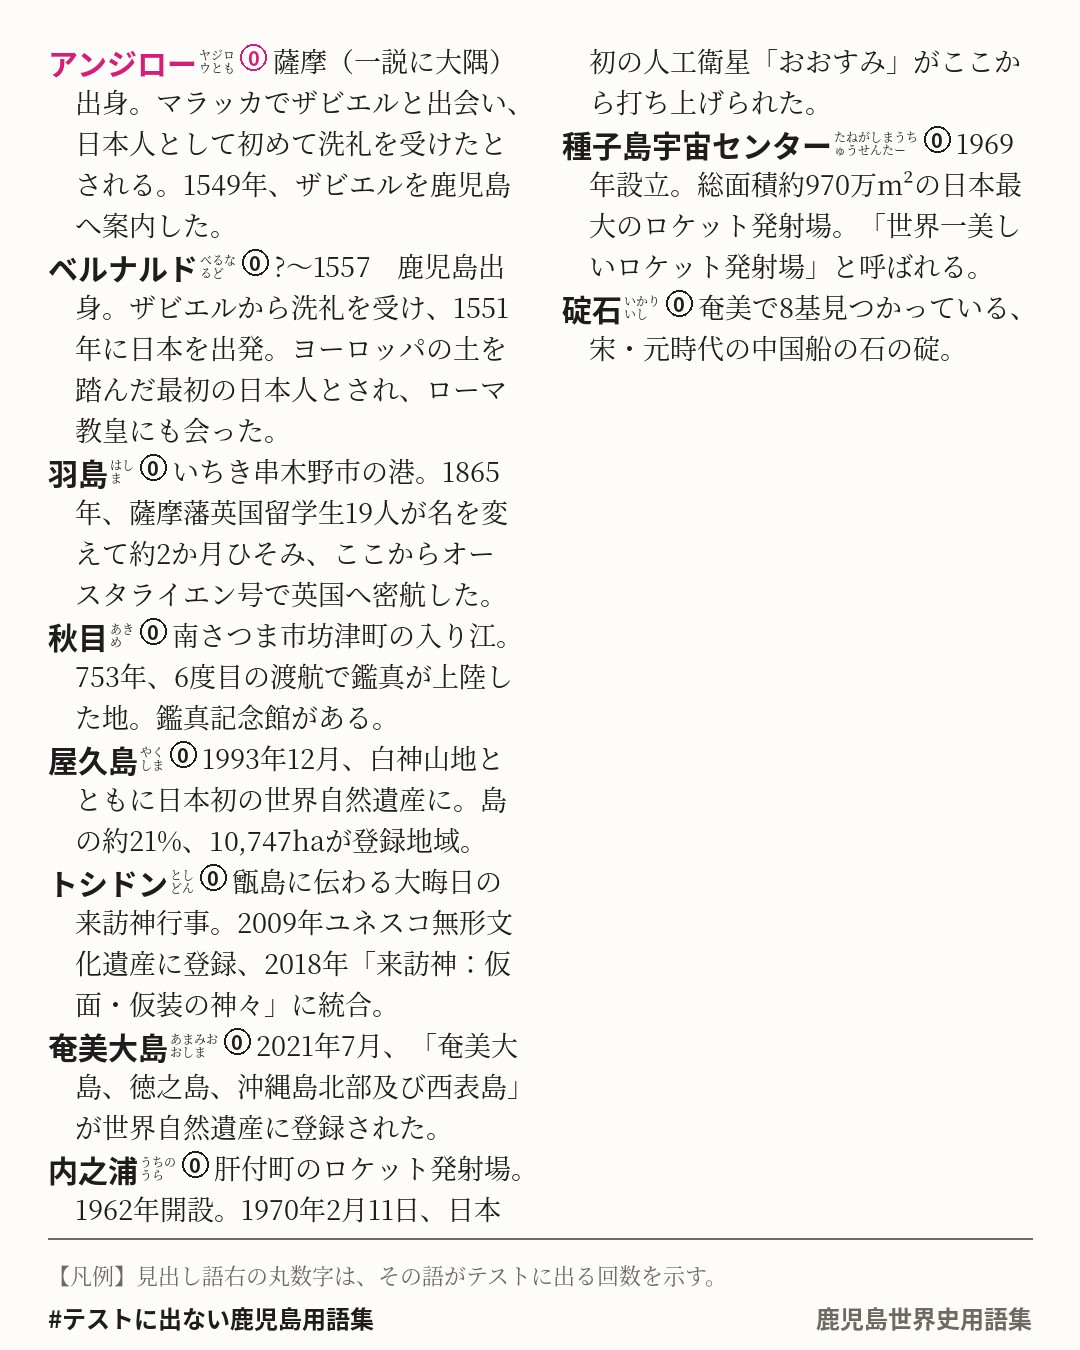 アンジロー ヤジロウとも ⓪ 薩摩（一説に大隅）
出身。マラッカでザビエルと出会い、
日本人として初めて洗礼を受けたと
される。1549年、ザビエルを鹿児島
へ案内した。
ベルナルド べるなるど ⓪ ?〜1557　鹿児島出
身。ザビエルから洗礼を受け、1551
年に日本を出発。ヨーロッパの土を
踏んだ最初の日本人とされ、ローマ
教皇にも会った。
羽島 はしま ⓪ いちき串木野市の港。1865
年、薩摩藩英国留学生19人が名を変
えて約2か月ひそみ、ここからオー
スタライエン号で英国へ密航した。
秋目 あきめ ⓪ 南さつま市坊津町の入り江。
753年、6度目の渡航で鑑真が上陸し
た地。鑑真記念館がある。
屋久島 やくしま ⓪ 1993年12月、白神山地と
ともに日本初の世界自然遺産に。島
の約21%、10,747haが登録地域。
トシドン としどん ⓪ 甑島に伝わる大晦日の
来訪神行事。2009年ユネスコ無形文
化遺産に登録、2018年「来訪神：仮
面・仮装の神々」に統合。
奄美大島 あまみおおしま ⓪ 2021年7月、「奄美大
島、徳之島、沖縄島北部及び西表島」
が世界自然遺産に登録された。
内之浦 うちのうら ⓪ 肝付町のロケット発射場。
1962年開設。1970年2月11日、日本
初の人工衛星「おおすみ」がここか
ら打ち上げられた。
種子島宇宙センター たねがしまうちゅうせんたー ⓪ 1969
年設立。総面積約970万m²の日本最
大のロケット発射場。「世界一美し
いロケット発射場」と呼ばれる。
碇石 いかりいし ⓪ 奄美で8基見つかっている、
宋・元時代の中国船の石の碇。
【凡例】見出し語右の丸数字は、その語がテストに出る回数を示す。
#テストに出ない鹿児島用語集
鹿児島世界史用語集